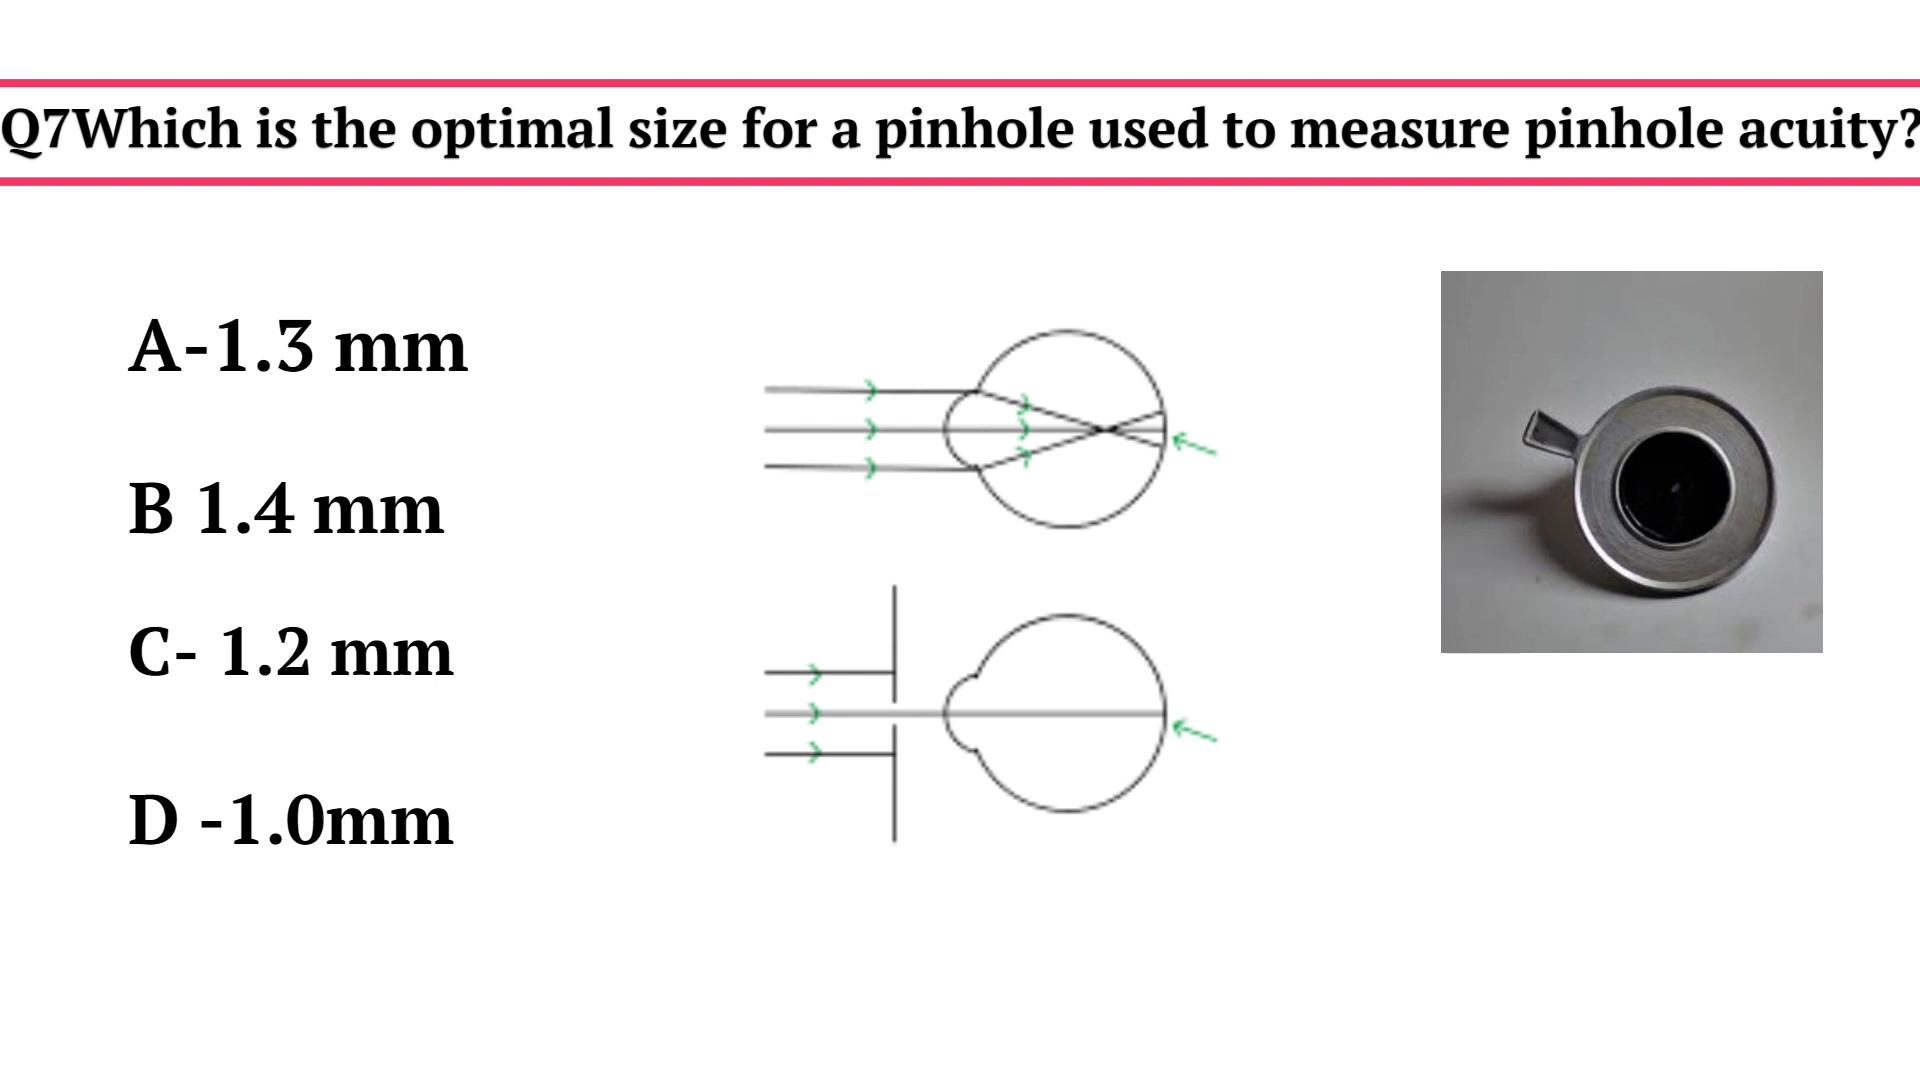 Q7Which is the optimal size for a pinhole used to measure pinhole acuity?
A-1.3 mm
B 1.4 mm
C- 1.2 mm
D -1.0mm